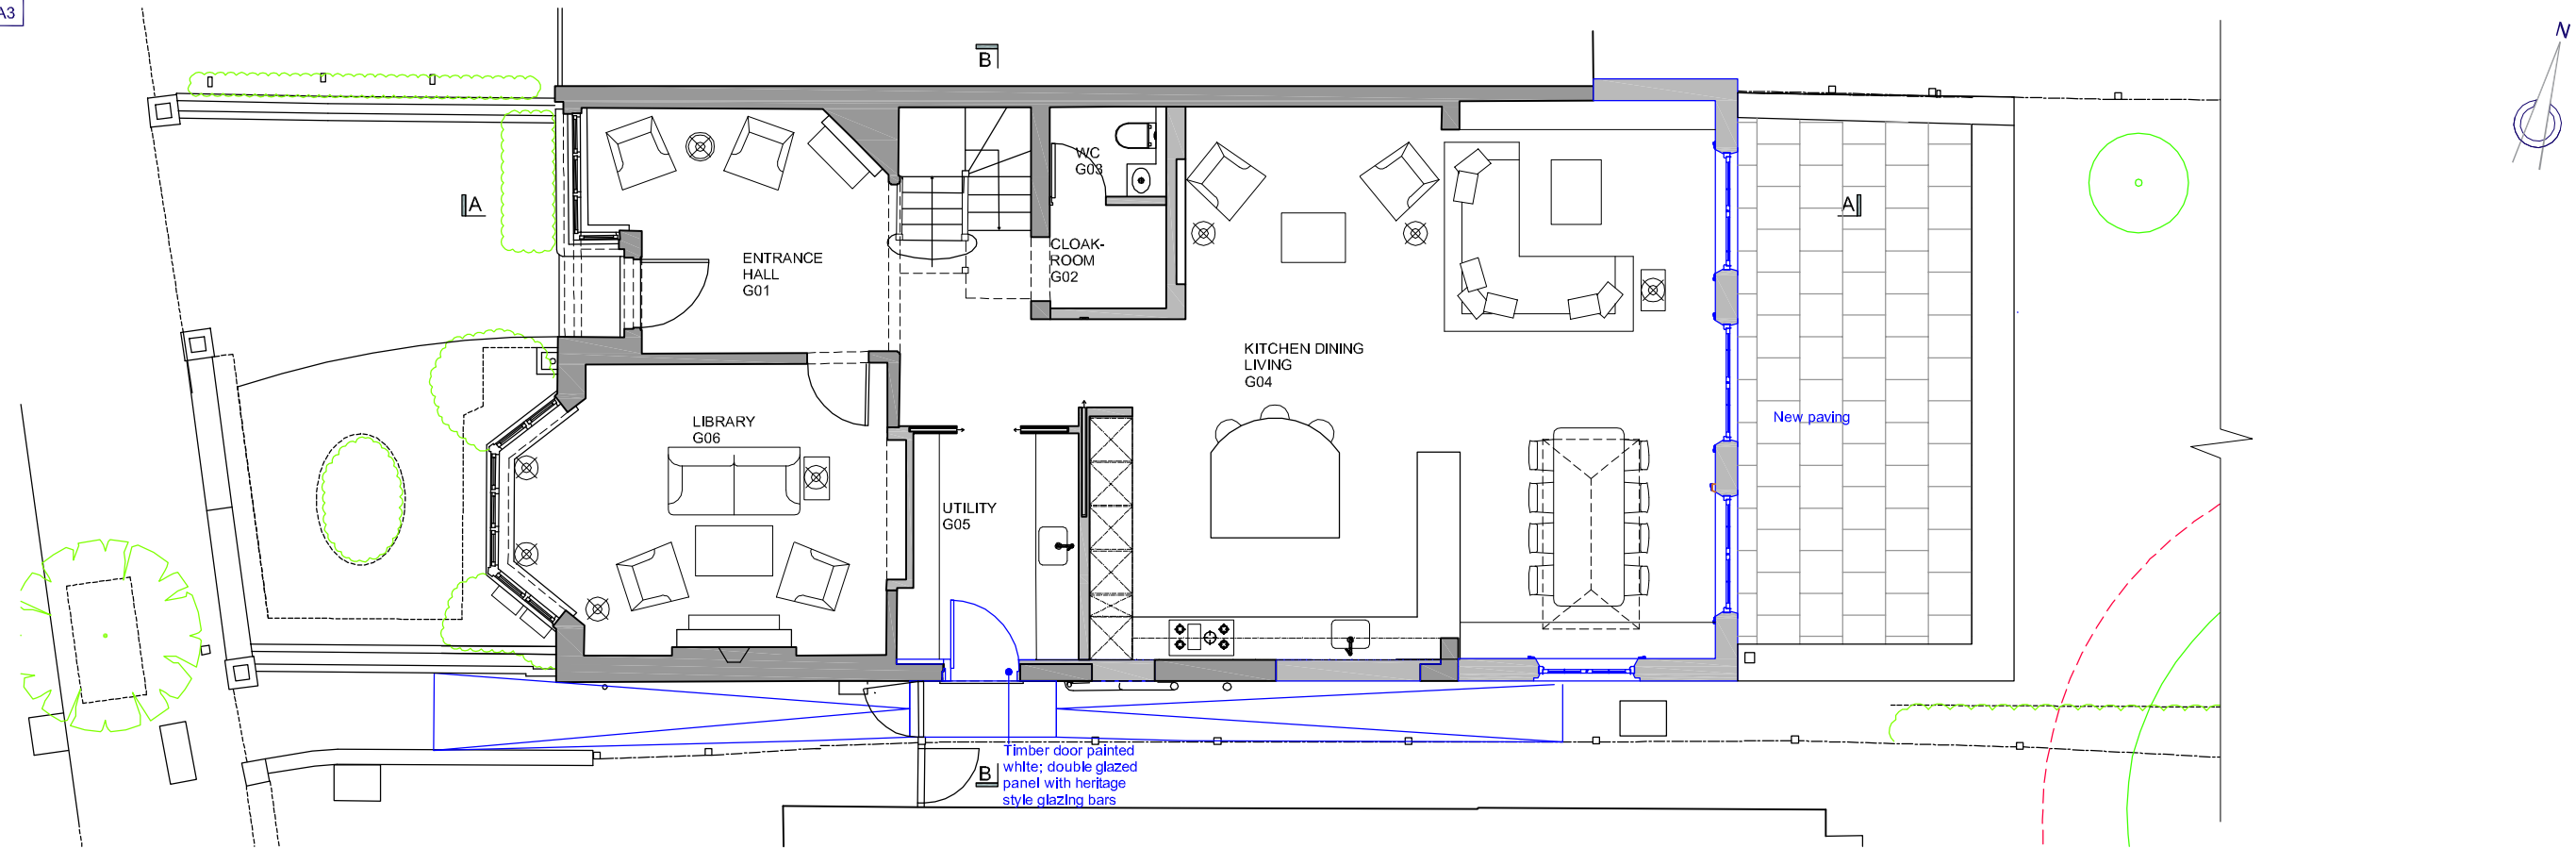 A3
N
B
A
A
WC
G03
CLOAK-
ROOM
G02
ENTRANCE
HALL
G01
KITCHEN DINING
LIVING
G04
LIBRARY
G06
UTILITY
G05
New paving
Timber door painted
white; double glazed
panel with heritage
style glazing bars
B